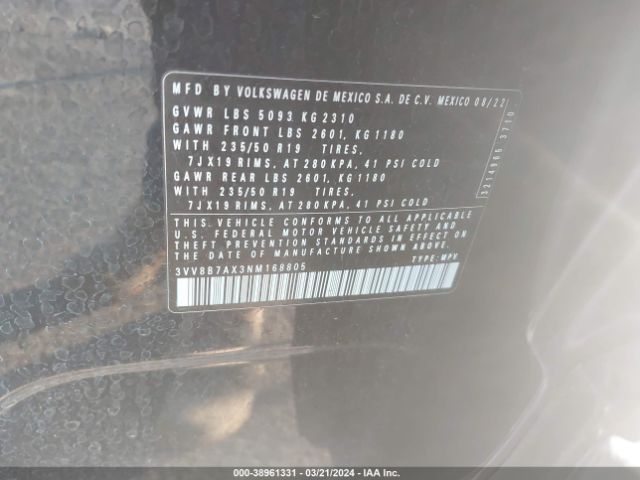 MFD BY VOLKSWAGEN DE MEXICO S.A. DE C.V. MEXICO 08/22
GVWR LBS 5093 KG 2310
GAWR FRONT LBS 2601, KG 1180
WITH 235/50 R19 TIRES,
7JX19 RIMS, AT 280 KPA, 41 PSI COLD
GAWR REAR LBS 2601, KG 1180
WITH 235/50 R19 TIRES,
7JX19 RIMS, AT 280 KPA, 41 PSI COLD
THIS VEHICLE CONFORMS TO ALL APPLICABLE
U.S. FEDERAL MOTOR VEHICLE SAFETY AND
THEFT PREVENTION STANDARDS IN EFFECT
ON THE DATE OF MANUFACTURE SHOWN ABOVE.
3VV8B7AX3NM168805 TYPE: MPV
3214965 3710
000-38961331 - 03/21/2024 - IAA Inc.